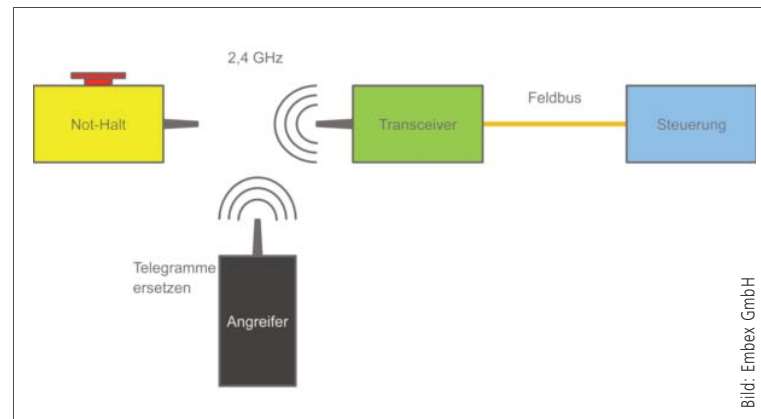 2,4 GHz
Not-Halt
Transceiver
Feldbus
Steuerung
Telegramme
ersetzen
Angreifer
Bild: Embex GmbH